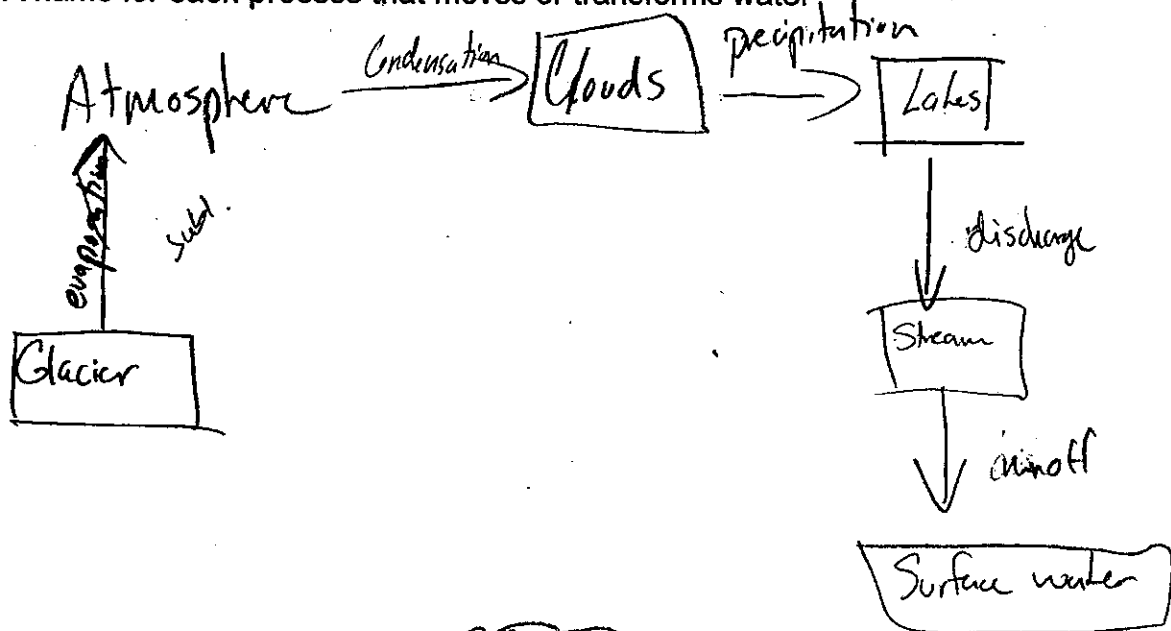 name for each process that moves or transforms water
Atmosphere
Condensation
Clouds
precipitation
Lakes
evaporation
subl.
discharge
Glacier
Stream
runoff
Surface water